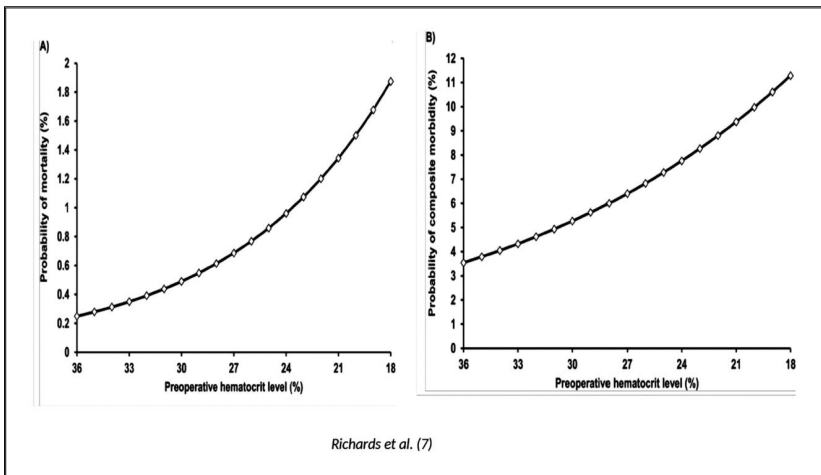 A)
Probability of mortality (%)
2
1.8
1.6
1.4
1.2
1
0.8
0.6
0.4
0.2
0
36 33 30 27 24 21 18
Preoperative hematocrit level (%)
B)
Probability of composite morbidity (%)
12
11
10
9
8
7
6
5
4
3
2
1
0
36 33 30 27 24 21 18
Preoperative hematocrit level (%)
Richards et al. (7)